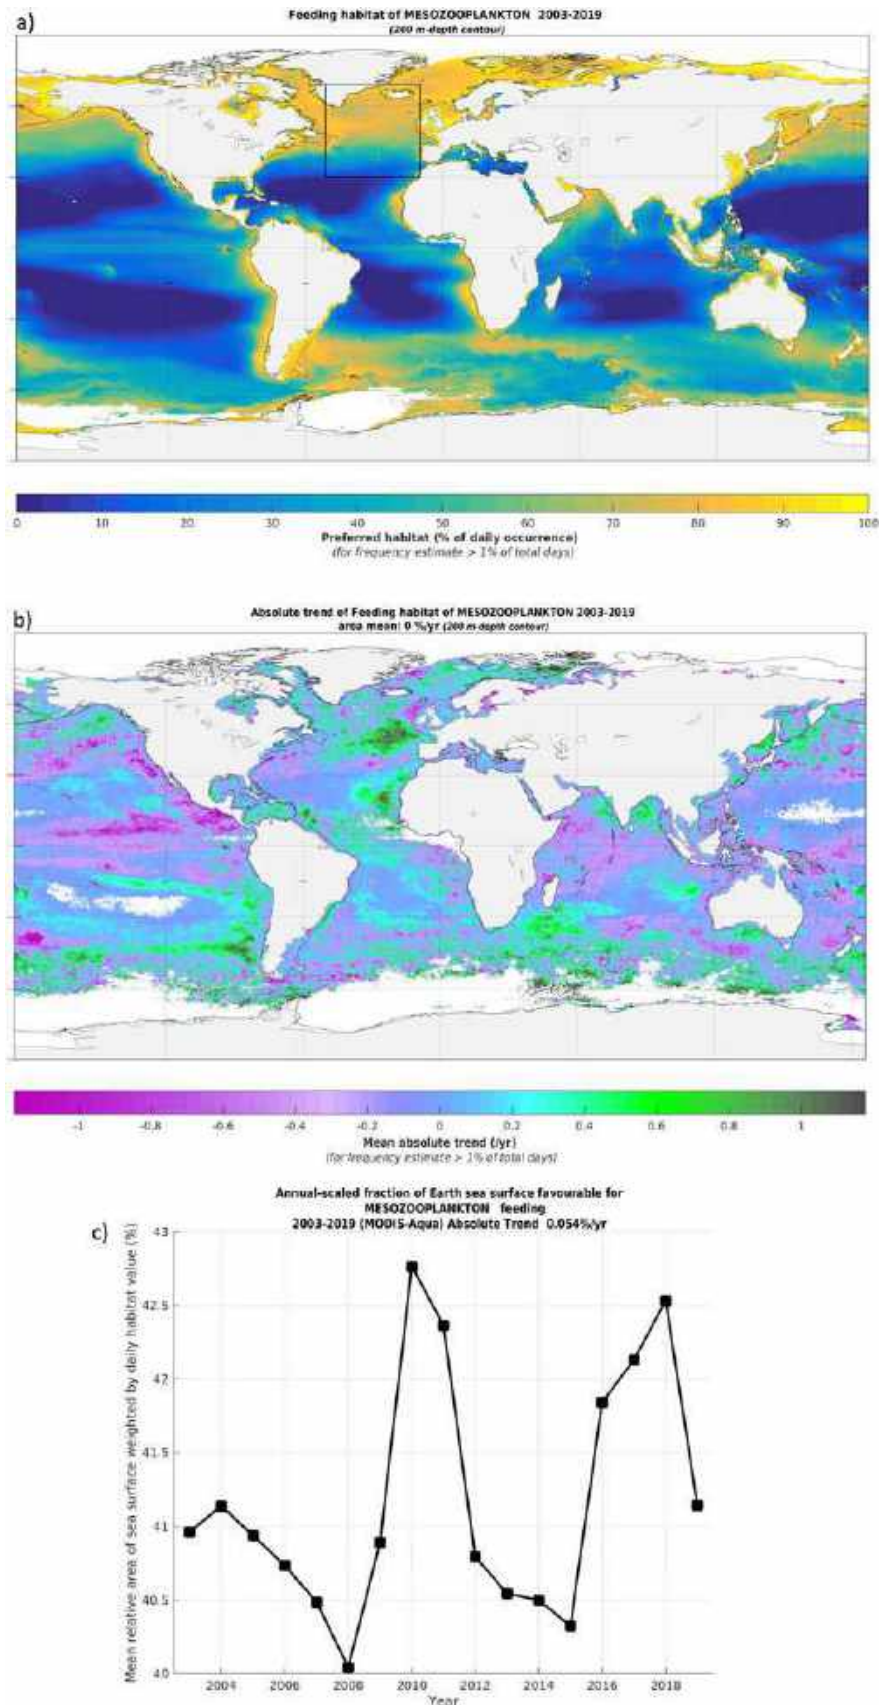 a)
Feeding habitat of MESOZOOPLANKTON 2003-2019
(200 m-depth contour)
0 10 20 30 40 50 60 70 80 90 100
Preferred habitat (% of daily occurrence)
(for frequency estimate > 1% of total days)
b)
Absolute trend of Feeding habitat of MESOZOOPLANKTON 2003-2019
area mean: 0 %/yr (200 m-depth contour)
-1 -0.8 -0.6 -0.4 -0.2 0 0.2 0.4 0.6 0.8 1
Mean absolute trend (/yr)
(for frequency estimate > 1% of total days)
c)
Annual-scaled fraction of Earth sea surface favourable for
MESOZOOPLANKTON feeding
2003-2019 (MODIS-Aqua) Absolute Trend 0.054%/yr
Mean relative area of sea surface weighted by daily habitat value (%)
43
42.5
42
41.5
41
40.5
40
2004 2006 2008 2010 2012 2014 2016 2018
Year